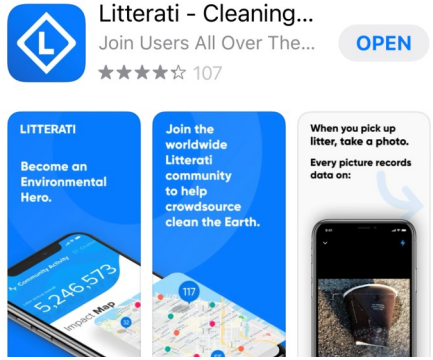 Litterati - Cleaning...
Join Users All Over The...
OPEN
107
LITTERATI
Become an
Environmental
Hero.
Community Activity
5,246,573
Impact Map
Join the
worldwide
Litterati
community
to help
crowdsource
clean the Earth.
117
When you pick up
litter, take a photo.
Every picture records
data on: